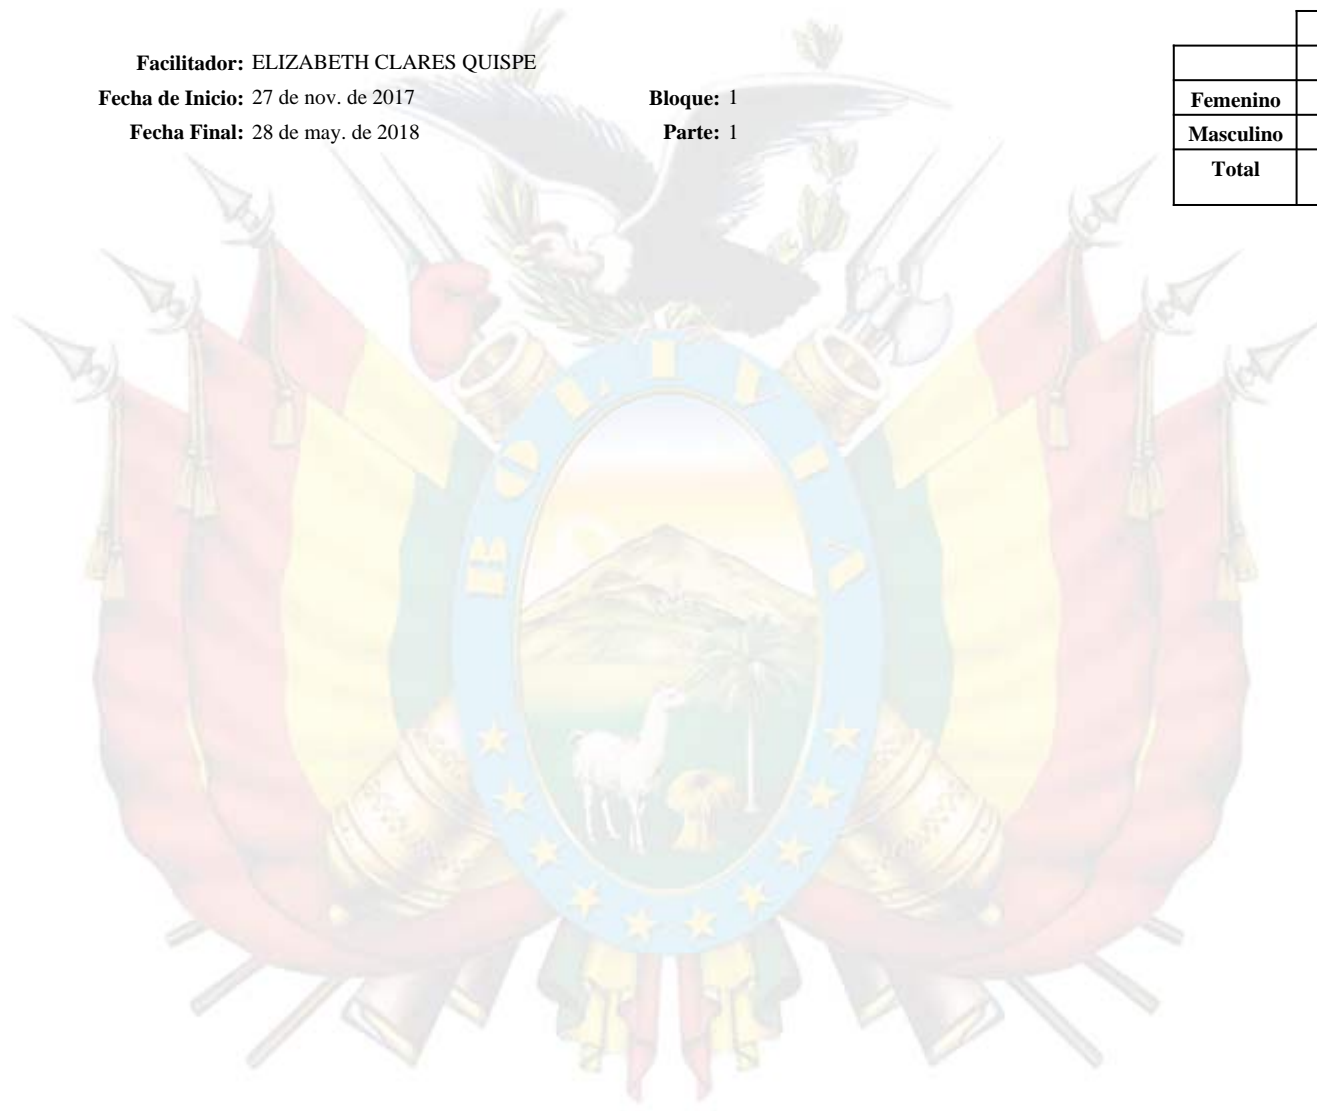 Facilitador: ELIZABETH CLARES QUISPE
Fecha de Inicio: 27 de nov. de 2017 Bloque: 1
Fecha Final: 28 de may. de 2018 Parte: 1
Femenino
Masculino
Total
BOLIVIA